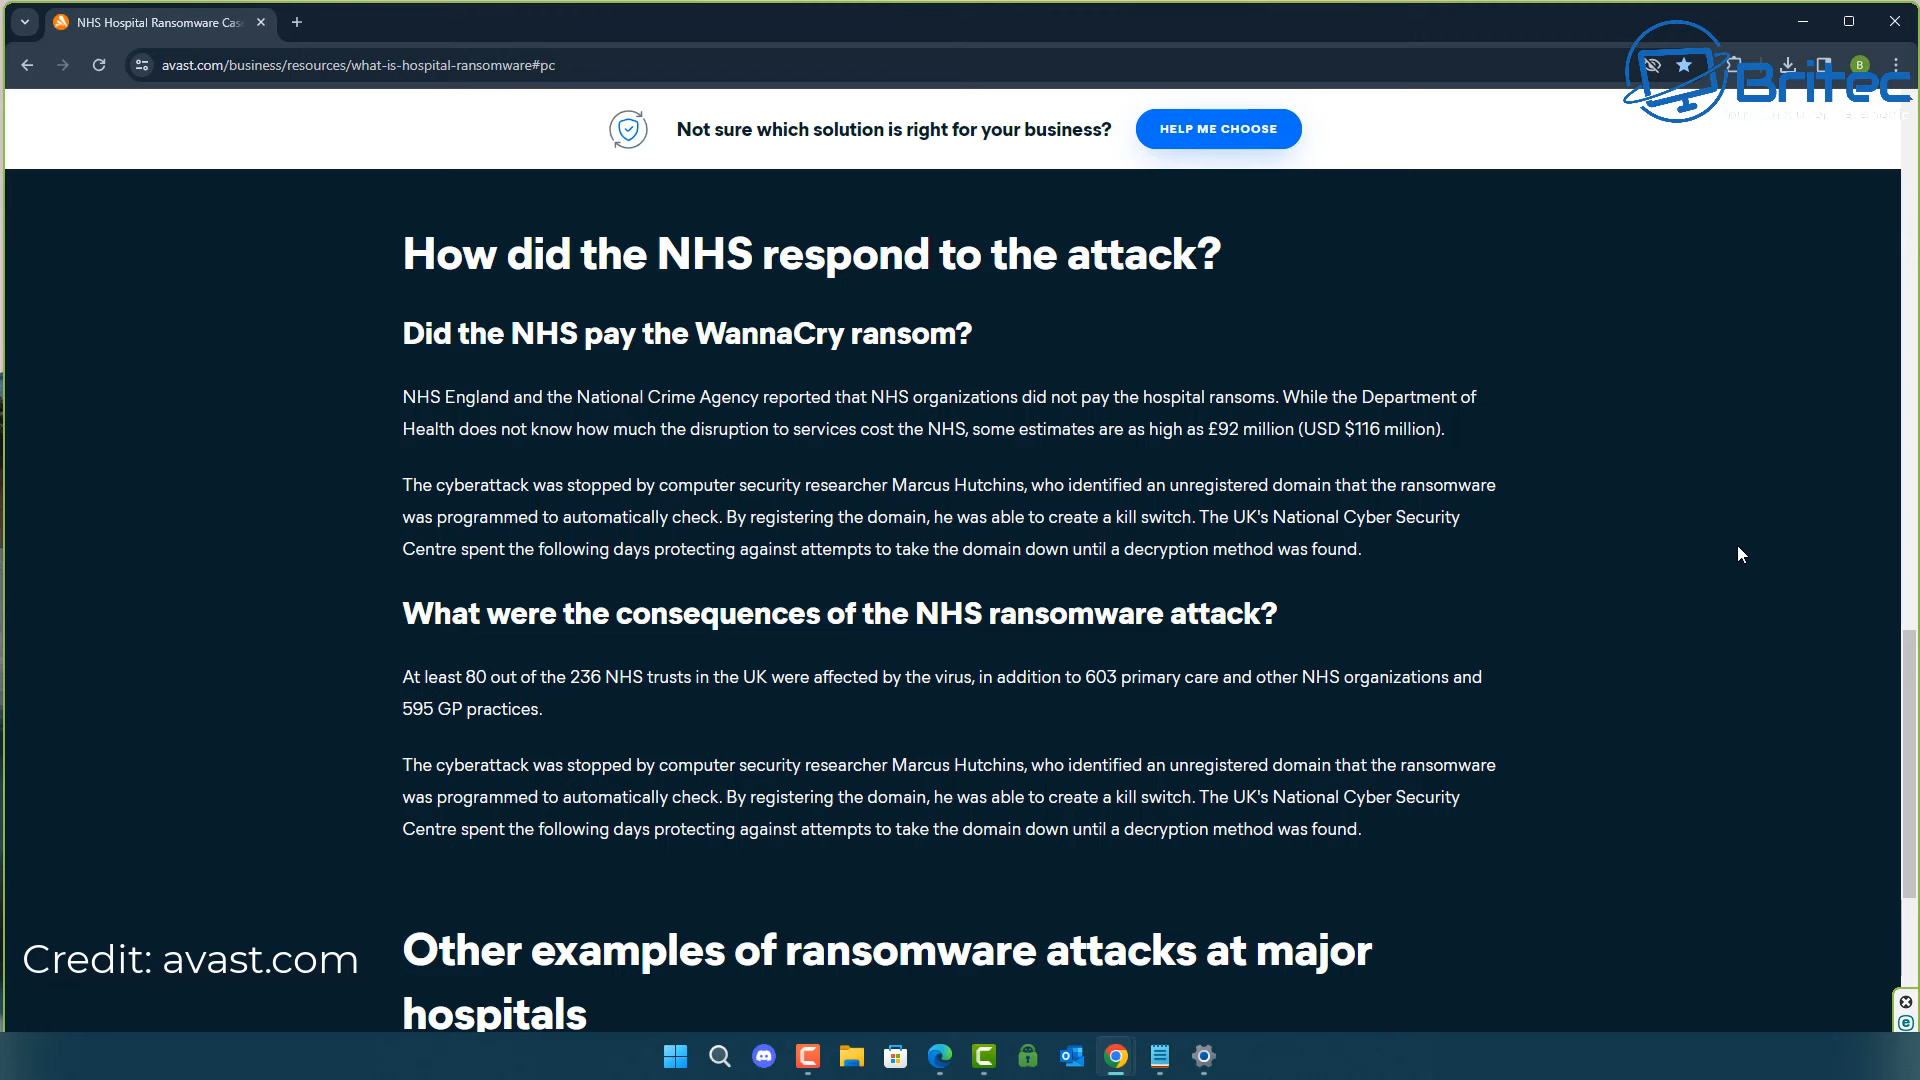 NHS Hospital Ransomware Cas
avast.com/business/resources/what-is-hospital-ransomware#pc
B
Britec
Not sure which solution is right for your business?
HELP ME CHOOSE
How did the NHS respond to the attack?
Did the NHS pay the WannaCry ransom?
NHS England and the National Crime Agency reported that NHS organizations did not pay the hospital ransoms. While the Department of
Health does not know how much the disruption to services cost the NHS, some estimates are as high as £92 million (USD $116 million).
The cyberattack was stopped by computer security researcher Marcus Hutchins, who identified an unregistered domain that the ransomware
was programmed to automatically check. By registering the domain, he was able to create a kill switch. The UK's National Cyber Security
Centre spent the following days protecting against attempts to take the domain down until a decryption method was found.
What were the consequences of the NHS ransomware attack?
At least 80 out of the 236 NHS trusts in the UK were affected by the virus, in addition to 603 primary care and other NHS organizations and
595 GP practices.
The cyberattack was stopped by computer security researcher Marcus Hutchins, who identified an unregistered domain that the ransomware
was programmed to automatically check. By registering the domain, he was able to create a kill switch. The UK's National Cyber Security
Centre spent the following days protecting against attempts to take the domain down until a decryption method was found.
Other examples of ransomware attacks at major
hospitals
Credit: avast.com